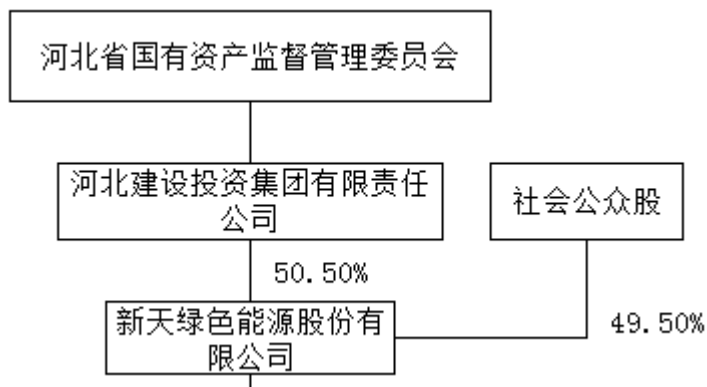 河北省国有资产监督管理委员会
河北建设投资集团有限责任
公司
社会公众股
50.50%
新天绿色能源股份有
限公司
49.50%